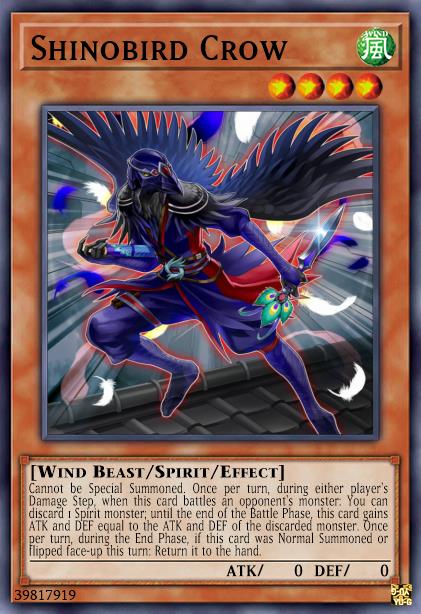 SHINOBIRD CROW
WIND
風
[WIND BEAST/SPIRIT/EFFECT]
Cannot be Special Summoned. Once per turn, during either player's
Damage Step, when this card battles an opponent's monster: You can
discard 1 Spirit monster; until the end of the Battle Phase, this card gains
ATK and DEF equal to the ATK and DEF of the discarded monster. Once
per turn, during the End Phase, if this card was Normal Summoned or
flipped face-up this turn: Return it to the hand.
ATK/ 0 DEF/ 0
39817919